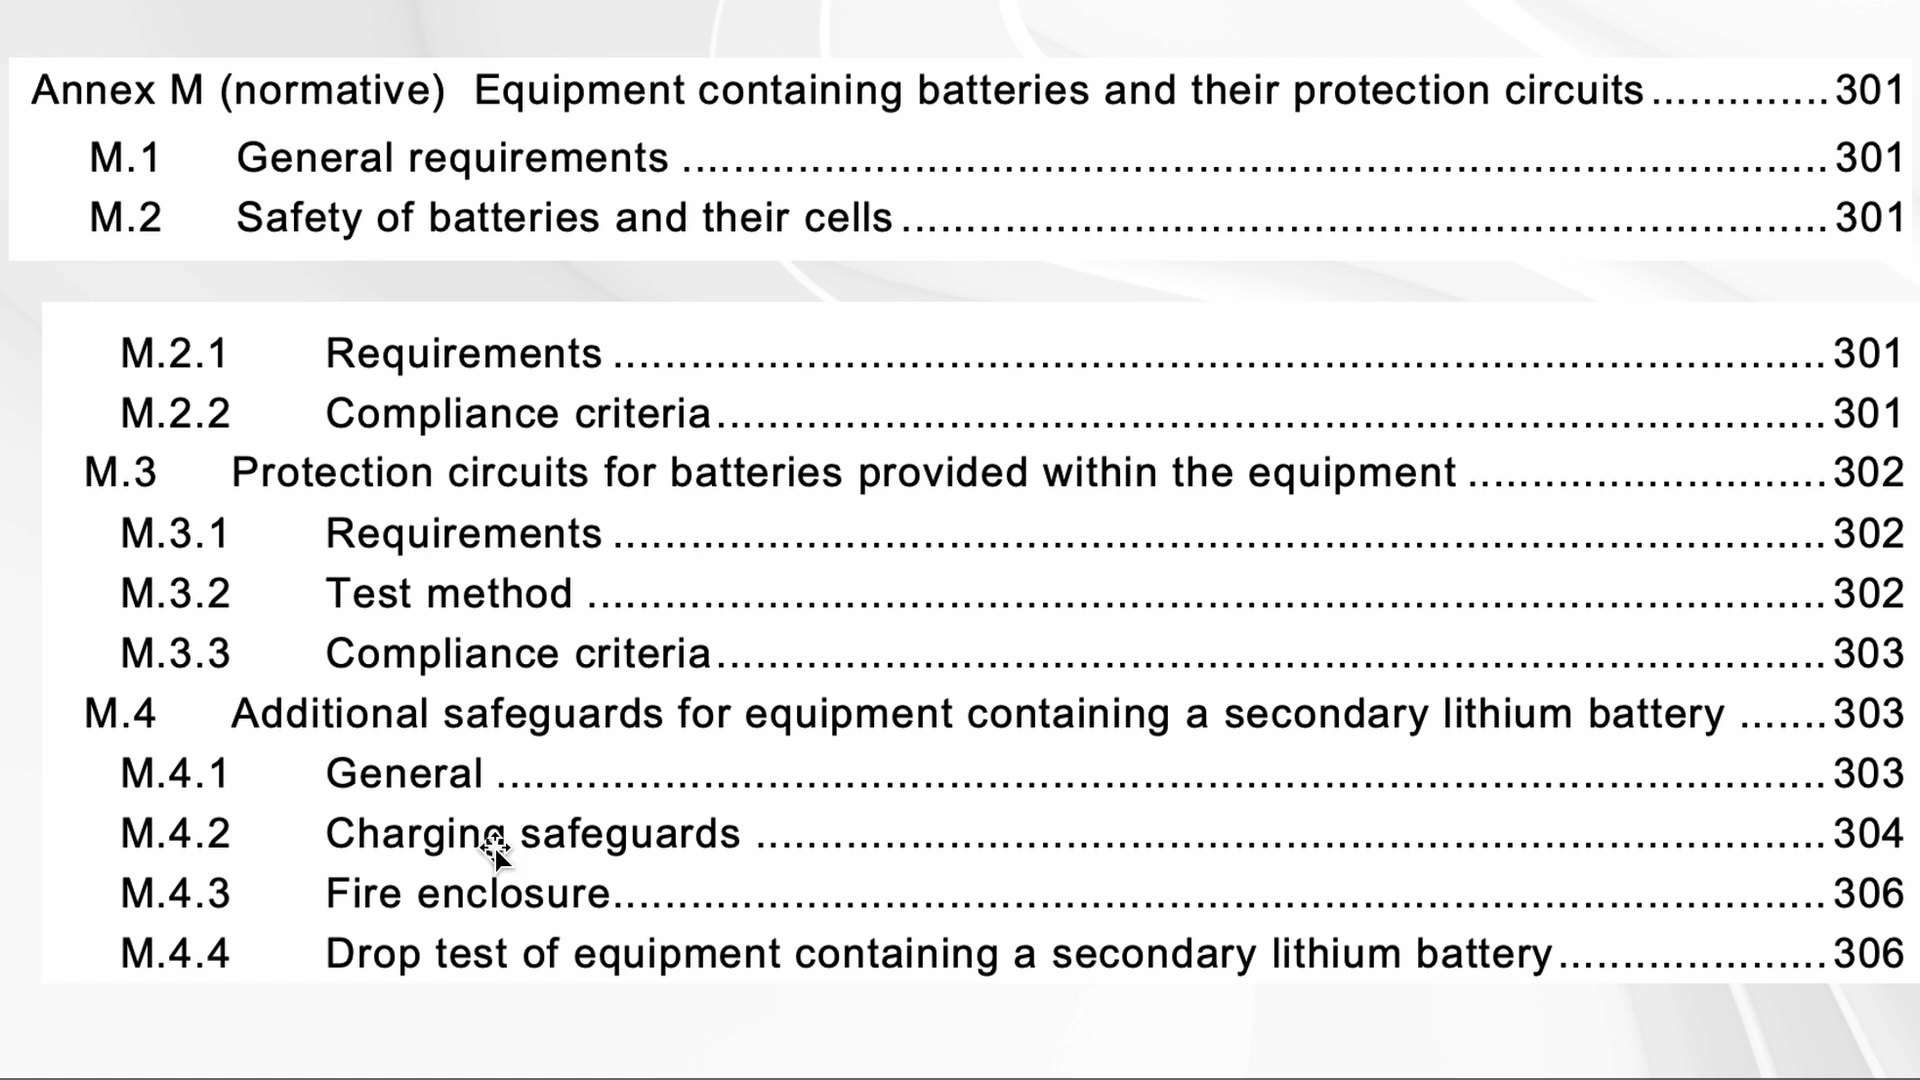 Annex M (normative) Equipment containing batteries and their protection circuits..............301
M.1 General requirements ........................................................................................301
M.2 Safety of batteries and their cells........................................................................301
M.2.1 Requirements ..............................................................................................301
M.2.2 Compliance criteria......................................................................................301
M.3 Protection circuits for batteries provided within the equipment ............................302
M.3.1 Requirements ..............................................................................................302
M.3.2 Test method ................................................................................................302
M.3.3 Compliance criteria......................................................................................303
M.4 Additional safeguards for equipment containing a secondary lithium battery .......303
M.4.1 General .......................................................................................................303
M.4.2 Charging safeguards ...................................................................................304
M.4.3 Fire enclosure..............................................................................................306
M.4.4 Drop test of equipment containing a secondary lithium battery.....................306